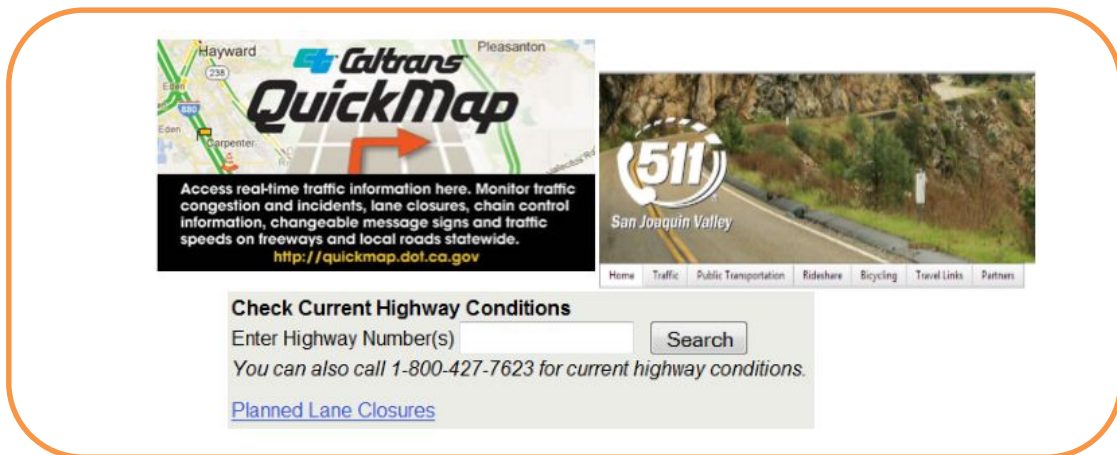 Hayward
Pleasanton
238
Caltrans
QuickMap
880
Eden
Carpenter
Access real-time traffic information here. Monitor traffic
congestion and incidents, lane closures, chain control
information, changeable message signs and traffic
speeds on freeways and local roads statewide.
http://quickmap.dot.ca.gov
511
San Joaquin Valley
Home Traffic Public Transportation Rideshare Bicycling Travel Links Partners
Check Current Highway Conditions
Enter Highway Number(s) Search
You can also call 1-800-427-7623 for current highway conditions.
Planned Lane Closures